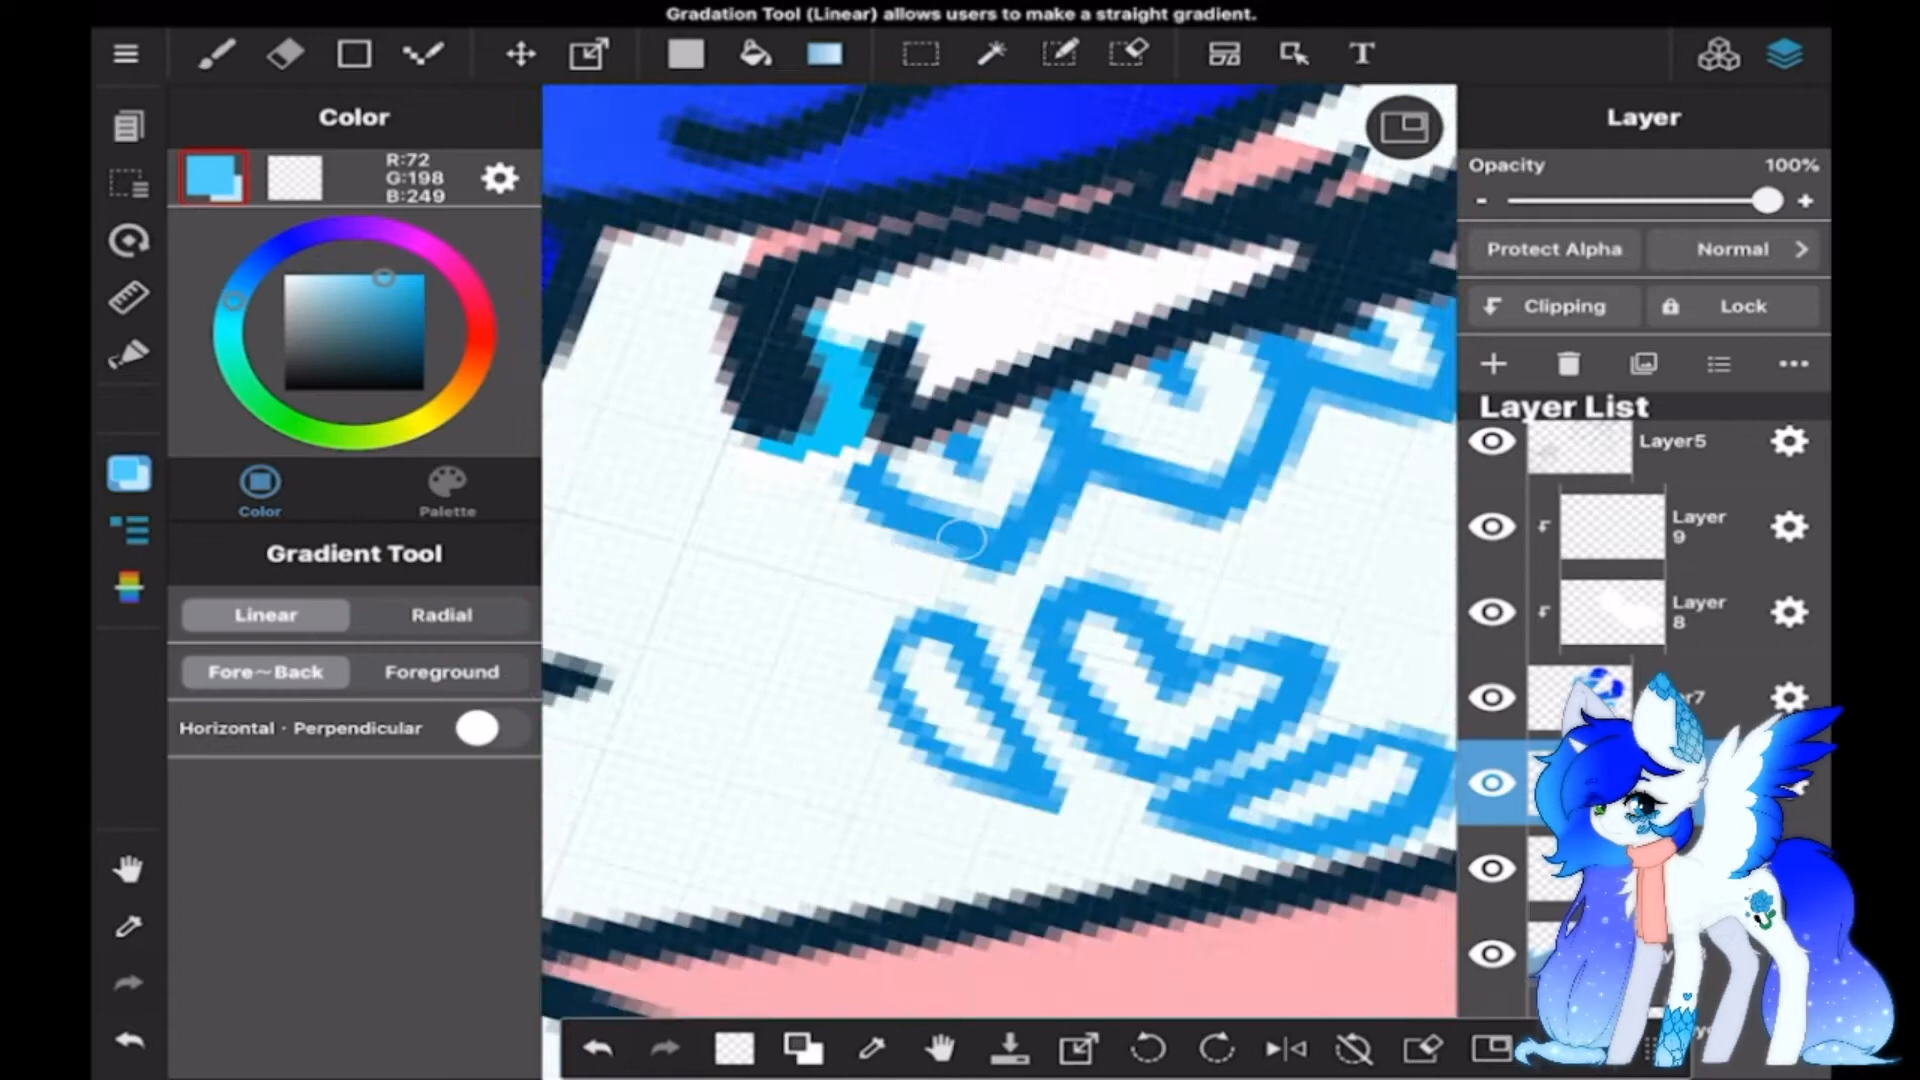 Gradation Tool (Linear) allows users to make a straight gradient.
T
Color
R:72
G:198
B:249
Color
Palette
Gradient Tool
Linear
Radial
Fore~Back
Foreground
Horizontal · Perpendicular
Layer
Opacity
100%
-
+
Protect Alpha
Normal
Clipping
Lock
Layer List
Layer5
Layer
9
Layer
8